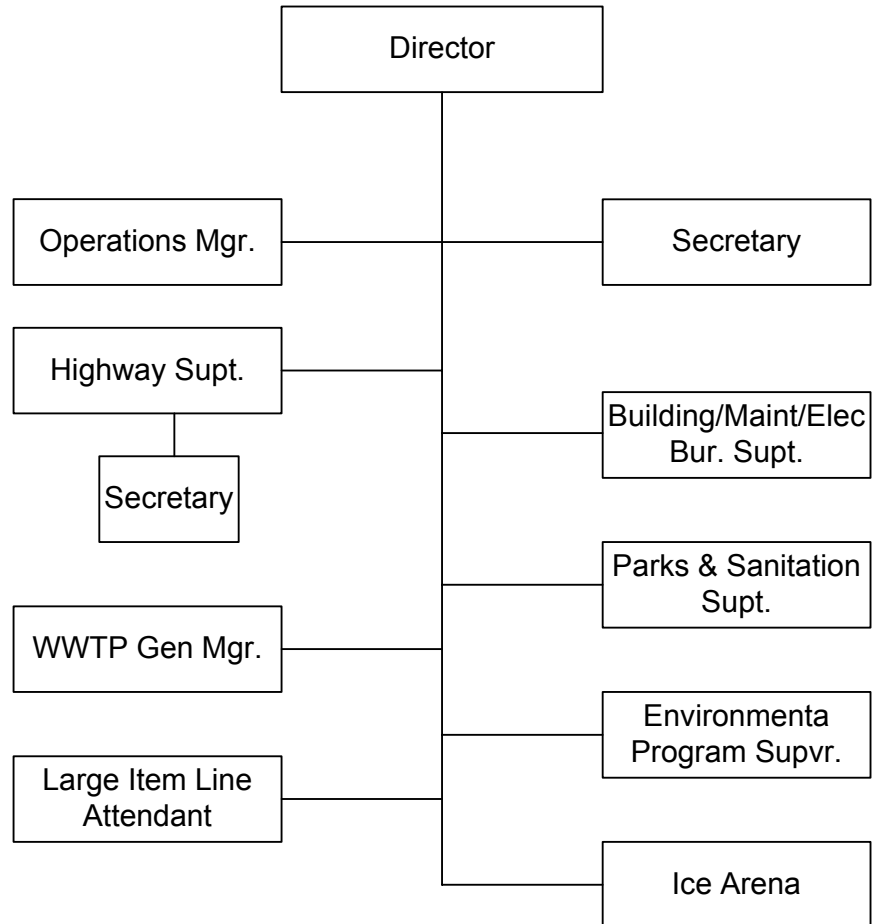 Director
Operations Mgr.
Secretary
Highway Supt.
Building/Maint/Elec
Bur. Supt.
Secretary
Parks & Sanitation
Supt.
WWTP Gen Mgr.
Environmenta
Program Supvr.
Large Item Line
Attendant
Ice Arena